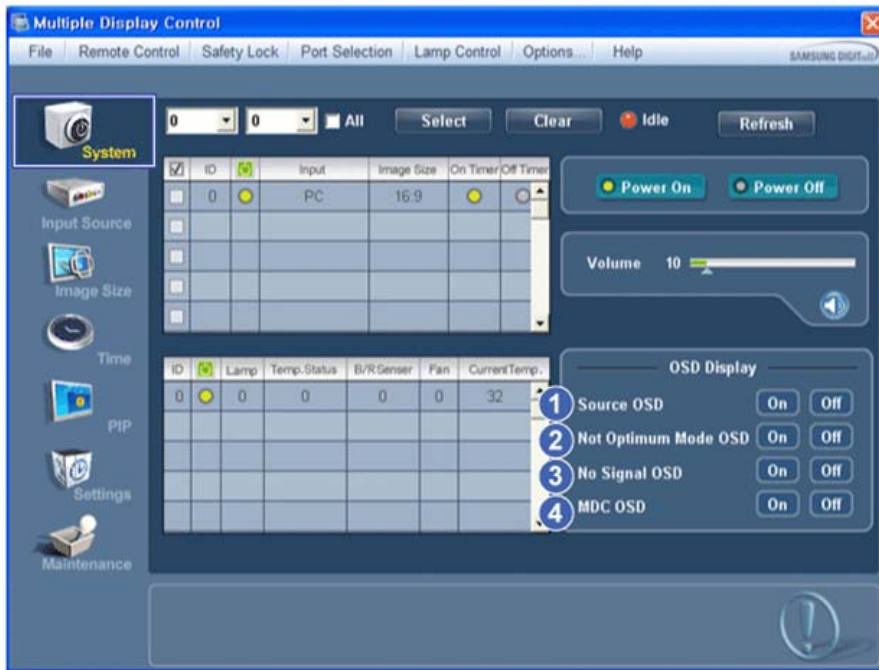 Multiple Display Control
File Remote Control Safety Lock Port Selection Lamp Control Options... Help
SAMSUNG DIGITall
System
0 0 All Select Clear Idle Refresh
ID Input Image Size On Timer Off Timer
0 PC 16:9
Power On Power Off
Input Source
Volume 10
Image Size
Time
ID Lamp Temp.Status B/R Senser Fan CurrentTemp.
0 0 0 0 0 32
OSD Display
1 Source OSD On Off
2 Not Optimum Mode OSD On Off
3 No Signal OSD On Off
4 MDC OSD On Off
PIP
Settings
Maintenance